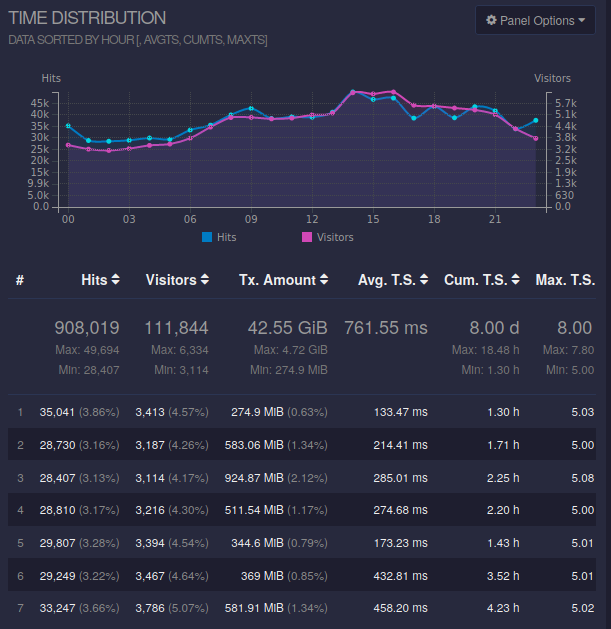 TIME DISTRIBUTION
Panel Options
DATA SORTED BY HOUR [, AVGTS, CUMTS, MAXTS]
Hits Visitors
45k 5.7k
40k 5.1k
35k 4.4k
30k 3.8k
25k 3.2k
20k 2.5k
15k 1.9k
9.9k 1.3k
5.0k 630
0.0 0.0
00 03 06 09 12 15 18 21
Hits Visitors
# Hits Visitors Tx. Amount Avg. T.S. Cum. T.S. Max. T.S.
908,019 111,844 42.55 GiB 761.55 ms 8.00 d 8.00
Max: 49,694 Max: 6,334 Max: 4.72 GiB Max: 18.48 h Max: 7.80
Min: 28,407 Min: 3,114 Min: 274.9 MiB Min: 1.30 h Min: 5.00
1 35,041 (3.86%) 3,413 (4.57%) 274.9 MiB (0.63%) 133.47 ms 1.30 h 5.03
2 28,730 (3.16%) 3,187 (4.26%) 583.06 MiB (1.34%) 214.41 ms 1.71 h 5.00
3 28,407 (3.13%) 3,114 (4.17%) 924.87 MiB (2.12%) 285.01 ms 2.25 h 5.08
4 28,810 (3.17%) 3,216 (4.30%) 511.54 MiB (1.17%) 274.68 ms 2.20 h 5.00
5 29,807 (3.28%) 3,394 (4.54%) 344.6 MiB (0.79%) 173.23 ms 1.43 h 5.01
6 29,249 (3.22%) 3,467 (4.64%) 369 MiB (0.85%) 432.81 ms 3.52 h 5.01
7 33,247 (3.66%) 3,786 (5.07%) 581.91 MiB (1.34%) 458.20 ms 4.23 h 5.02